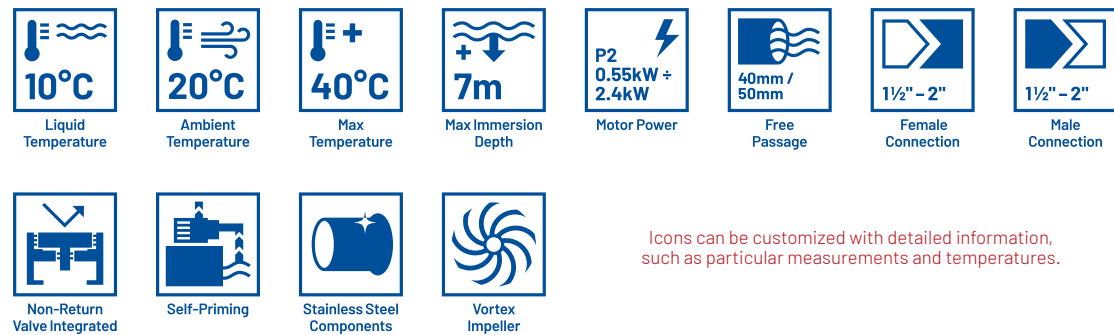 10°C
Liquid
Temperature
20°C
Ambient
Temperature
40°C
Max
Temperature
7m
Max Immersion
Depth
P2
0.55kW ÷
2.4kW
Motor Power
40mm /
50mm
Free
Passage
1½" – 2"
Female
Connection
1½" – 2"
Male
Connection
Non-Return
Valve Integrated
Self-Priming
Stainless Steel
Components
Vortex
Impeller
Icons can be customized with detailed information,
such as particular measurements and temperatures.